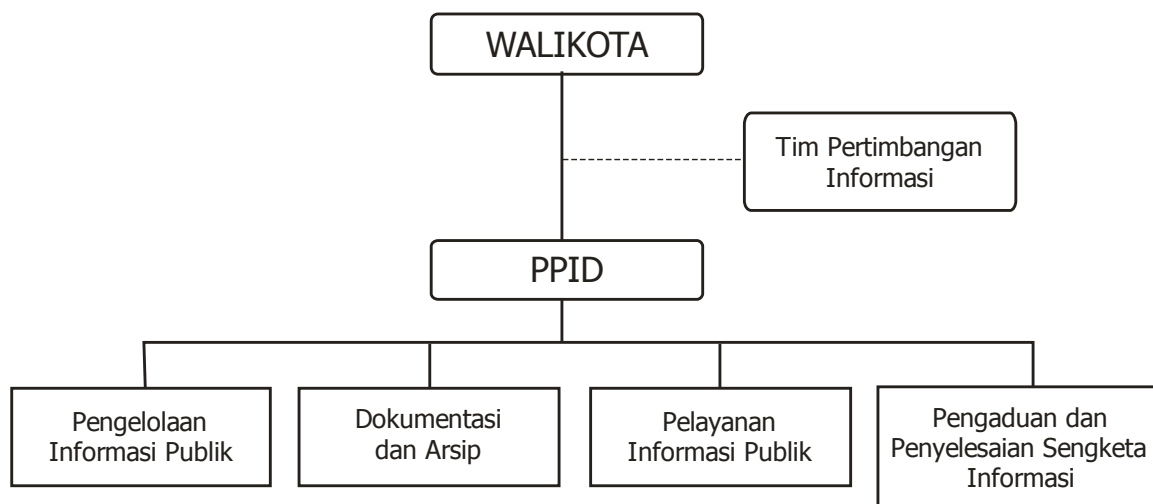 WALIKOTA
Tim Pertimbangan
Informasi
PPID
Pengelolaan
Informasi Publik
Dokumentasi
dan Arsip
Pelayanan
Informasi Publik
Pengaduan dan
Penyelesaian Sengketa
Informasi